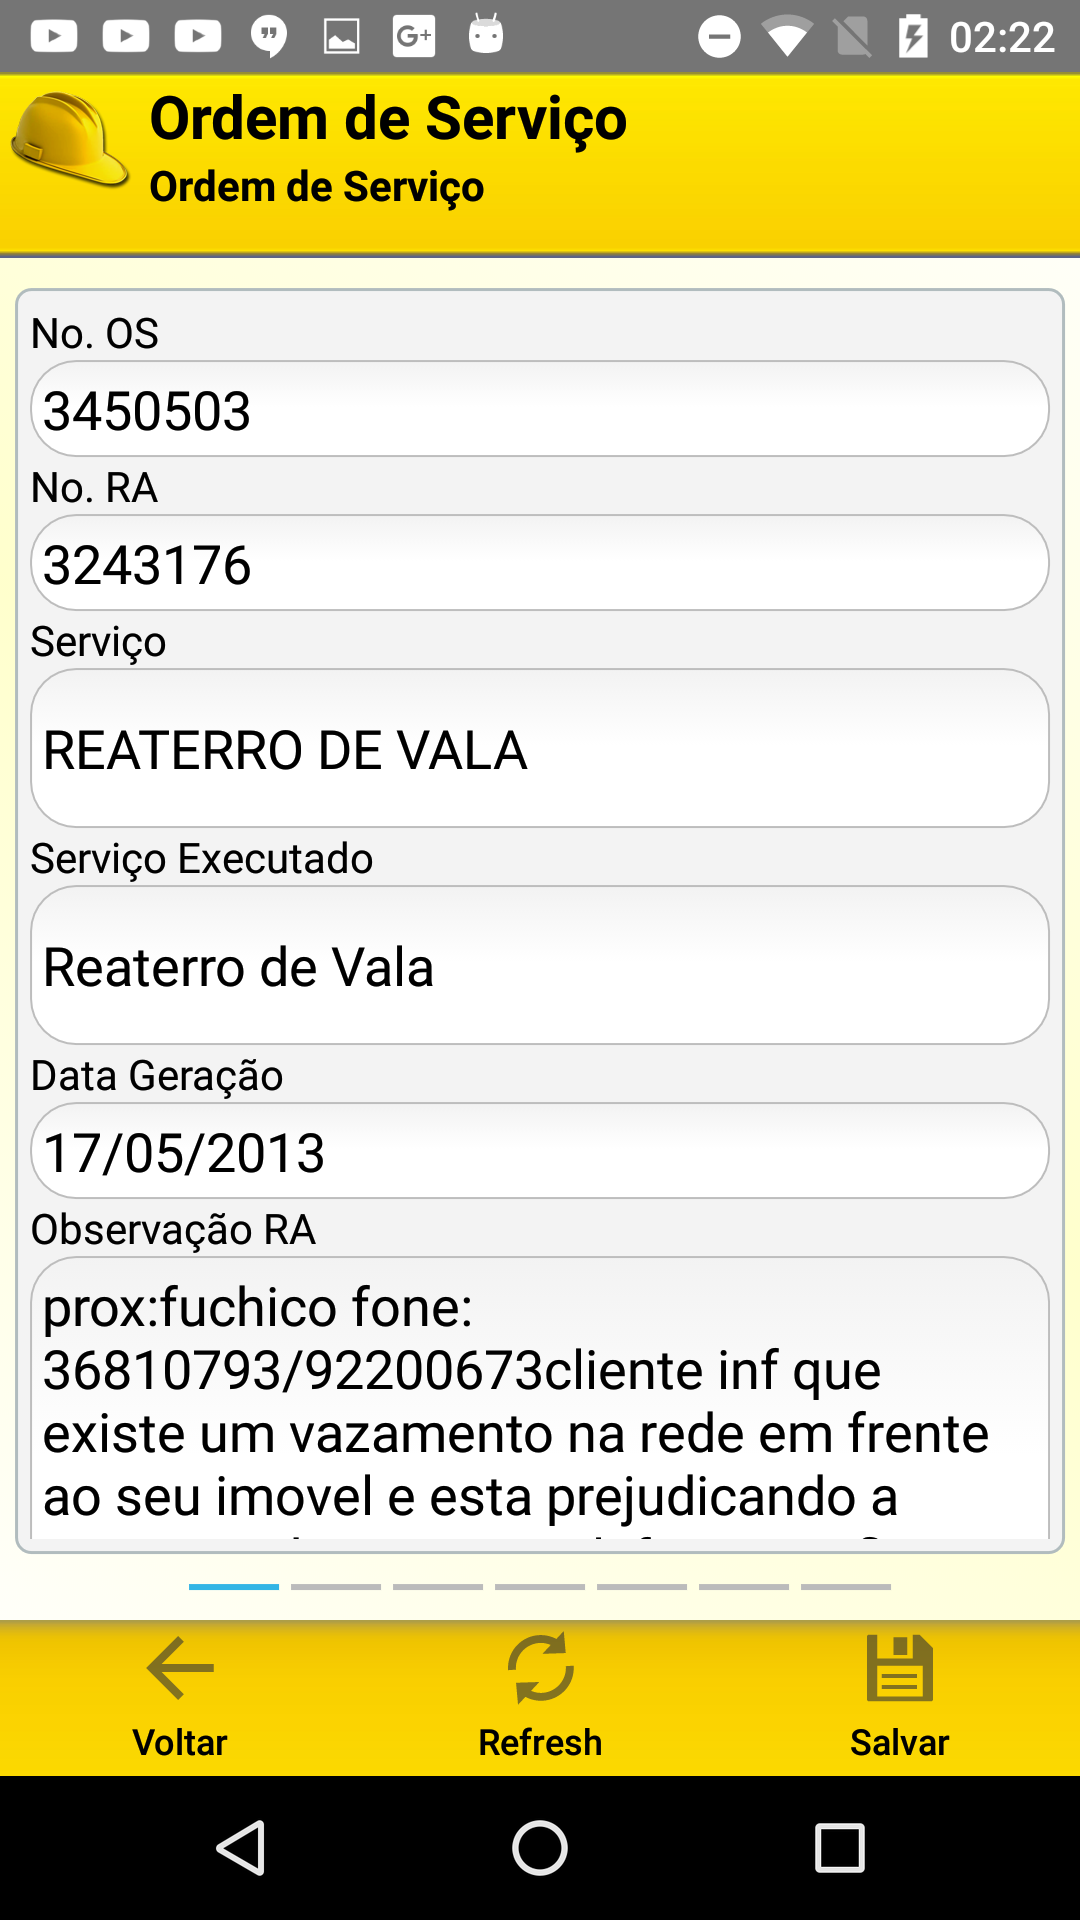 02:22
Ordem de Serviço
Ordem de Serviço
No. OS
3450503
No. RA
3243176
Serviço
REATERRO DE VALA
Serviço Executado
Reaterro de Vala
Data Geração
17/05/2013
Observação RA
prox:fuchico fone:
36810793/92200673cliente inf que
existe um vazamento na rede em frente
ao seu imovel e esta prejudicando a
Voltar
Refresh
Salvar